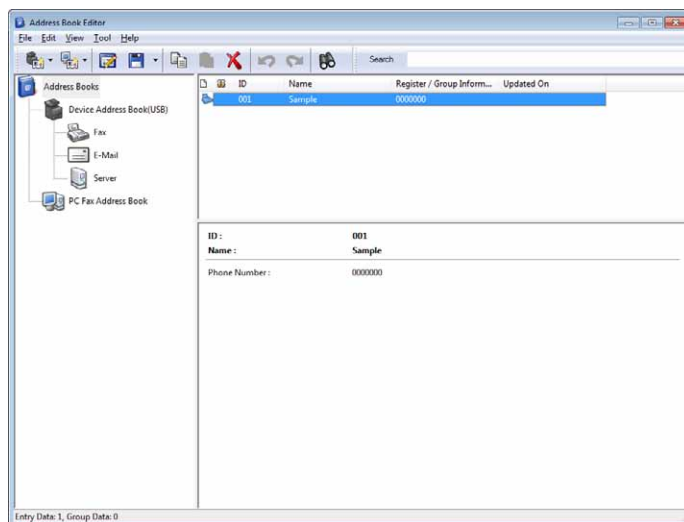 Address Book Editor
File Edit View Tool Help
Search
Address Books
Device Address Book(USB)
Fax
E-Mail
Server
PC Fax Address Book
ID Name Register / Group Inform... Updated On
001 Sample 0000000
ID : 001
Name : Sample
Phone Number : 0000000
Entry Data: 1, Group Data: 0